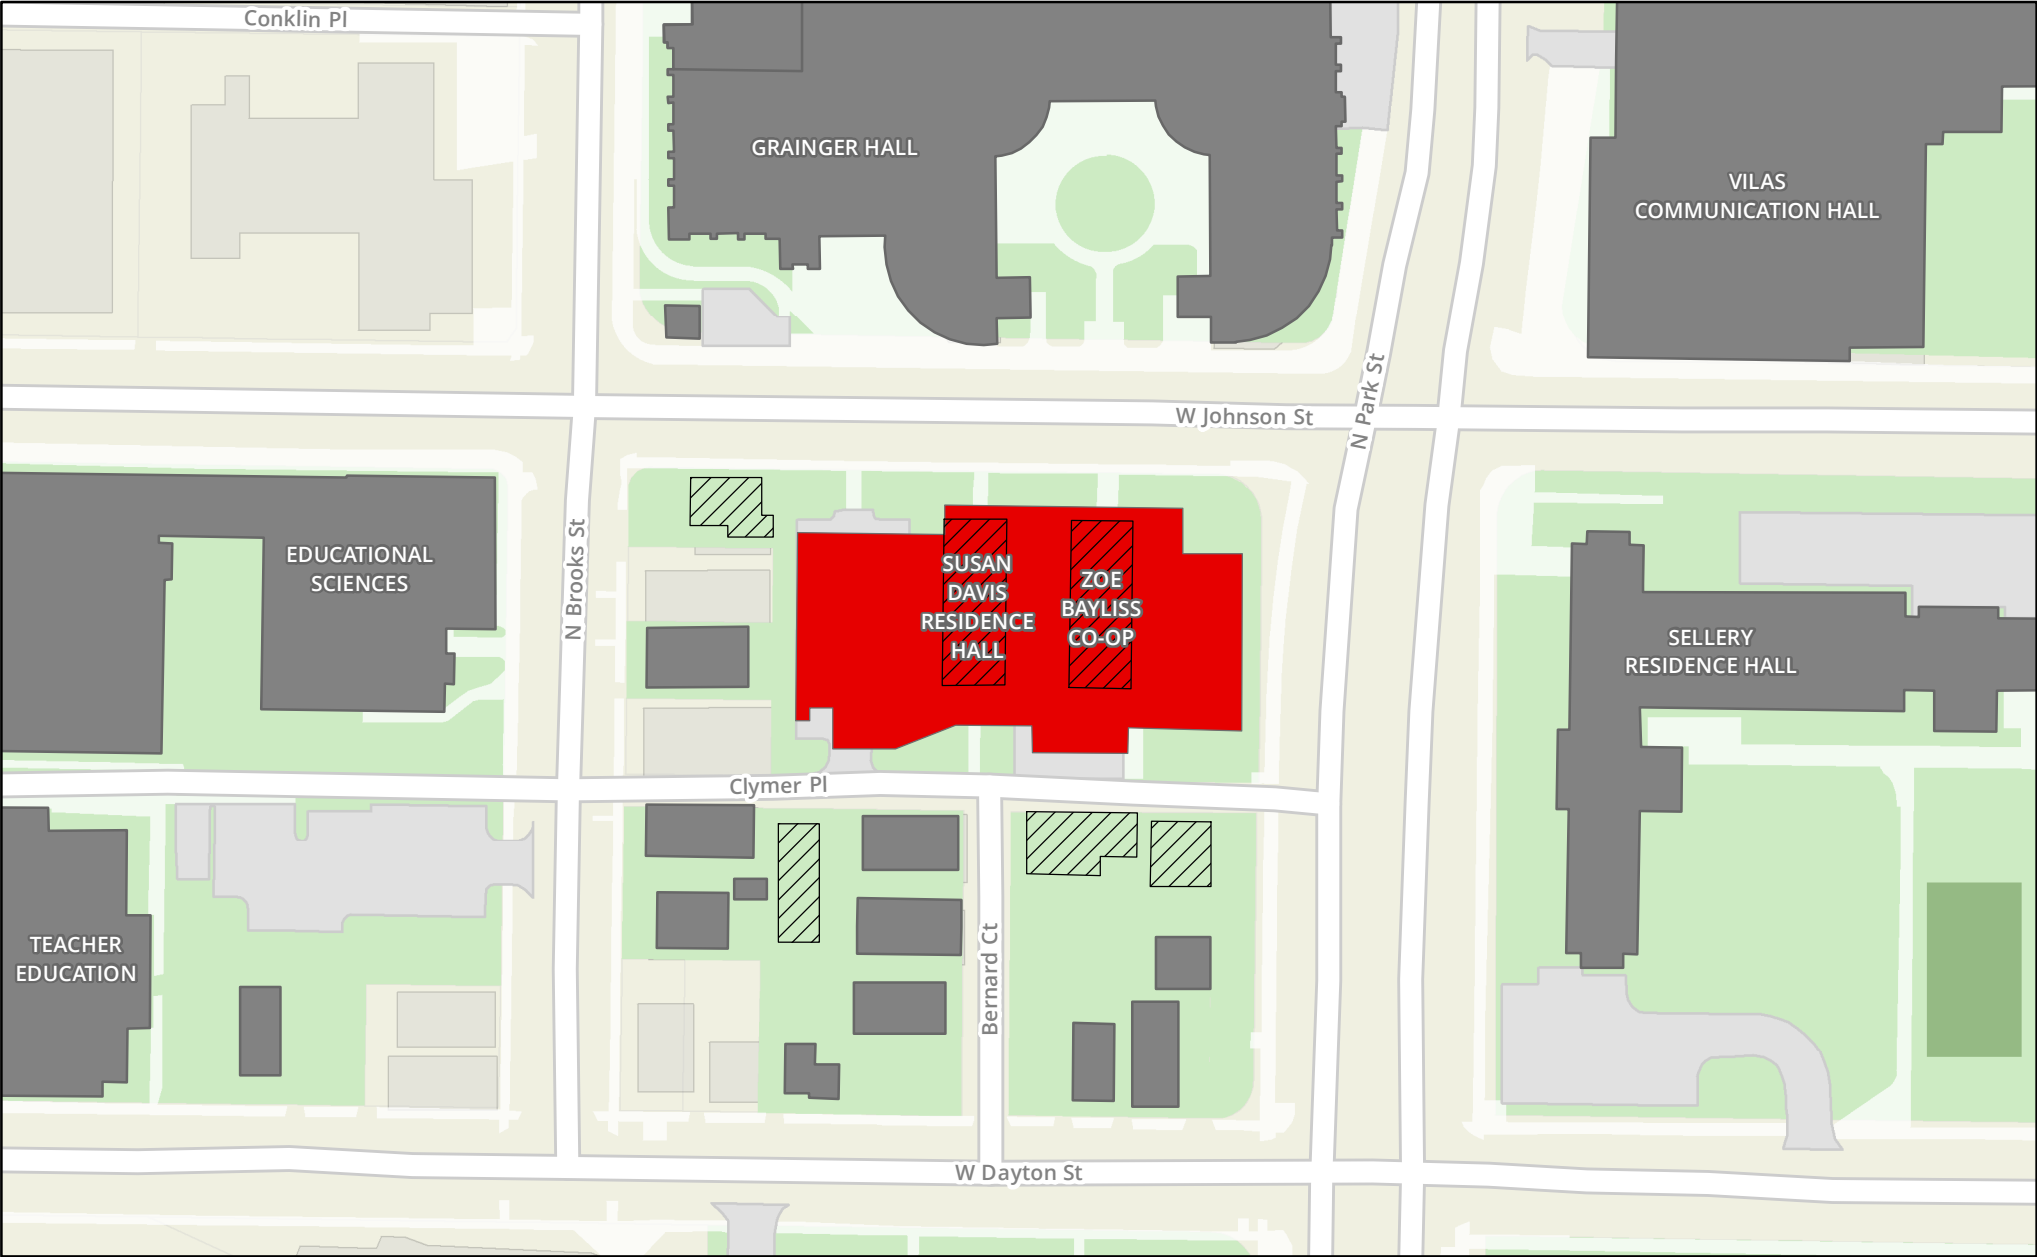 Conklin Pl
GRAINGER HALL
VILAS
COMMUNICATION HALL
N Park St
W Johnson St
N Brooks St
EDUCATIONAL
SCIENCES
SUSAN
DAVIS
RESIDENCE
HALL
ZOE
BAYLISS
CO-OP
SELLERY
RESIDENCE HALL
Clymer Pl
TEACHER
EDUCATION
Bernard Ct
W Dayton St